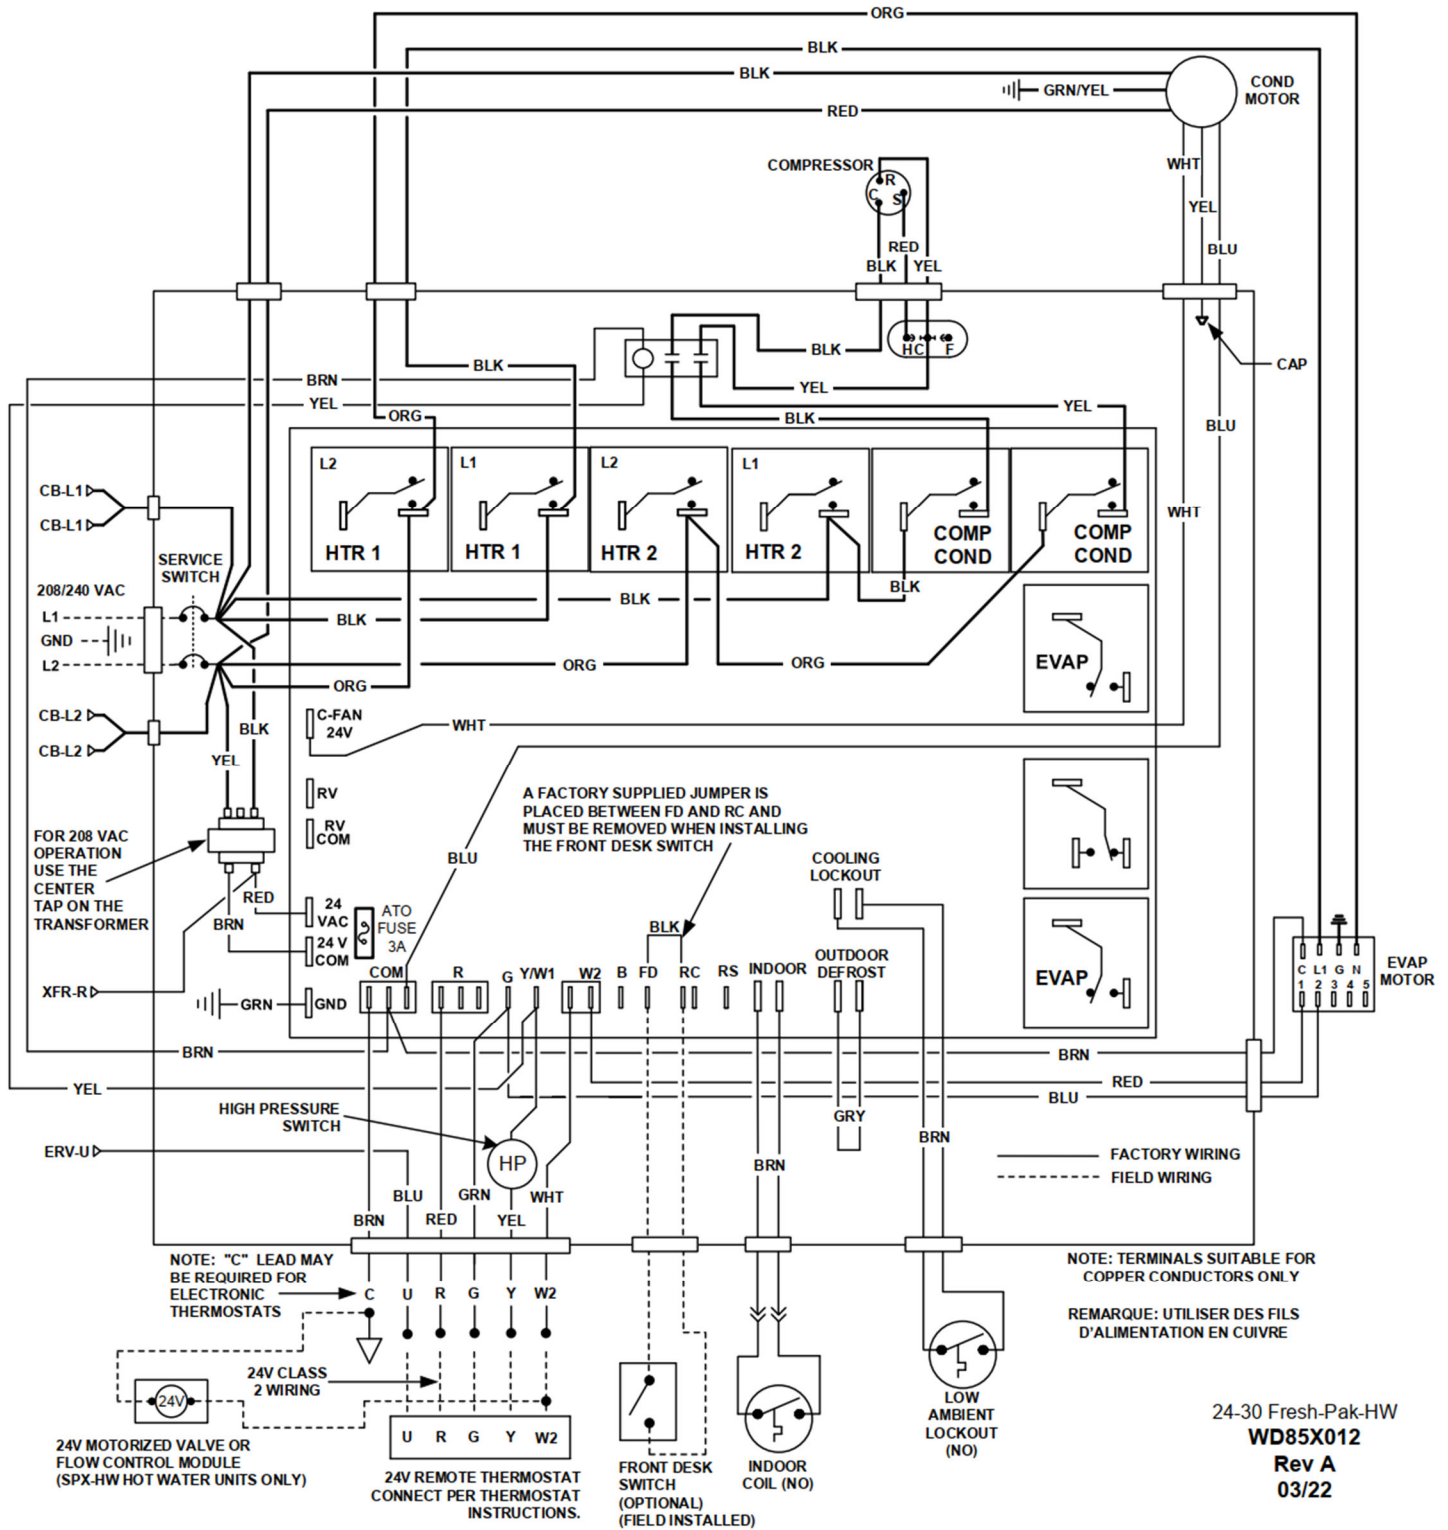 ORG
BLK
BLK
GRN/YEL
COND
MOTOR
RED
COMPRESSOR
R
C
S
WHT
YEL
BLU
RED
BLK
YEL
HC
F
BLK
BLK
YEL
CAP
BRN
YEL
ORG
BLK
YEL
BLU
CB-L1
CB-L1
L2
HTR 1
L1
HTR 1
L2
HTR 2
L1
HTR 2
COMP
COND
COMP
COND
WHT
SERVICE
SWITCH
208/240 VAC
L1
GND
L2
BLK
BLK
BLK
ORG
ORG
ORG
EVAP
CB-L2
CB-L2
BLK
YEL
C-FAN
24V
WHT
RV
RV
COM
A FACTORY SUPPLIED JUMPER IS
PLACED BETWEEN FD AND RC AND
MUST BE REMOVED WHEN INSTALLING
THE FRONT DESK SWITCH
FOR 208 VAC
OPERATION
USE THE
CENTER
TAP ON THE
TRANSFORMER
BLU
COOLING
LOCKOUT
RED
BRN
24
VAC
24 V
COM
ATO
FUSE
3A
BLK
OUTDOOR
DEFROST
EVAP
XFR-R
GRN
GND
COM
R
G
Y/W1
W2
B
FD
RC
RS
INDOOR
C
L1
G
N
1
2
3
4
5
EVAP
MOTOR
BRN
BRN
YEL
RED
BLU
HIGH PRESSURE
SWITCH
GRY
ERV-U
HP
BRN
BRN
FACTORY WIRING
FIELD WIRING
BRN
BLU
RED
GRN
YEL
WHT
NOTE: "C" LEAD MAY
BE REQUIRED FOR
ELECTRONIC
THERMOSTATS
C
U
R
G
Y
W2
NOTE: TERMINALS SUITABLE FOR
COPPER CONDUCTORS ONLY
REMARQUE: UTILISER DES FILS
D'ALIMENTATION EN CUIVRE
24V CLASS
2 WIRING
24V
U
R
G
Y
W2
24V MOTORIZED VALVE OR
FLOW CONTROL MODULE
(SPX-HW HOT WATER UNITS ONLY)
24V REMOTE THERMOSTAT
CONNECT PER THERMOSTAT
INSTRUCTIONS.
FRONT DESK
SWITCH
(OPTIONAL)
(FIELD INSTALLED)
INDOOR
COIL (NO)
LOW
AMBIENT
LOCKOUT
(NO)
24-30 Fresh-Pak-HW
WD85X012
Rev A
03/22